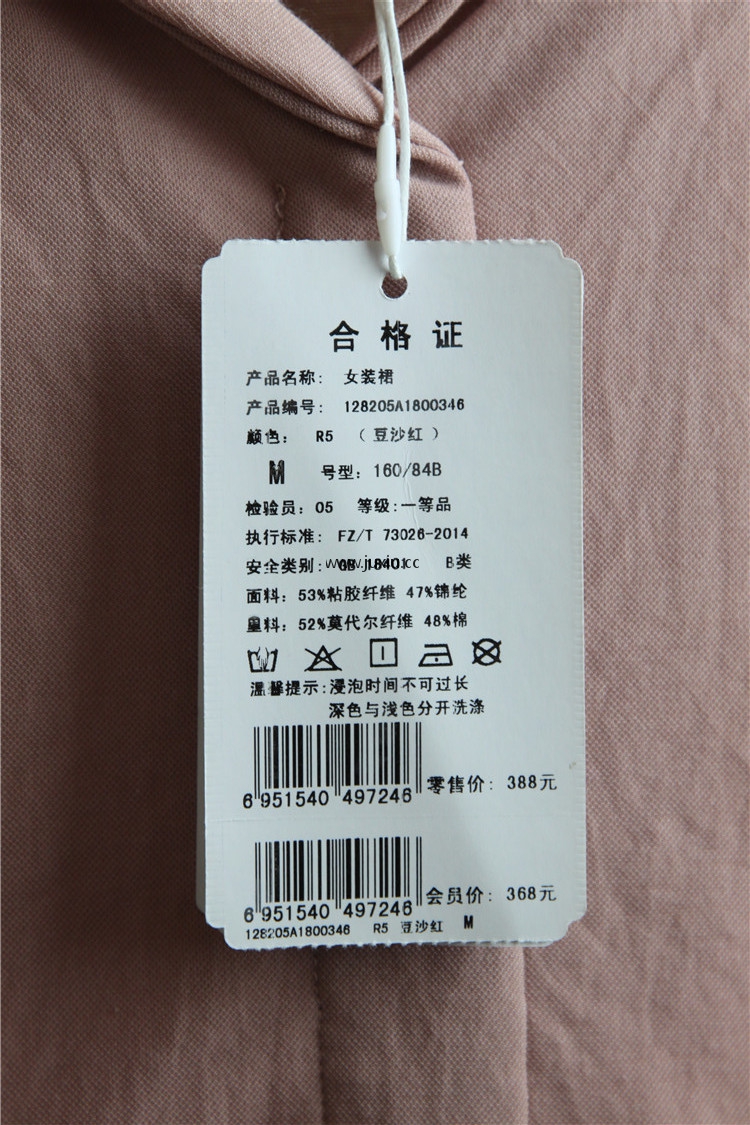 合格证
产品名称： 女装裙
产品编号： 128205A1800346
颜色： R5 （豆沙红）
M 号型：160/84B
检验员：05 等级：一等品
执行标准： FZ/T 73026-2014
安全类别： B类
面料：53%粘胶纤维 47%锦纶
里料：52%莫代尔纤维 48%棉
温馨提示：浸泡时间不可过长
深色与浅色分开洗涤
6 951540 497246 零售价：388元
6 951540 497246 会员价：368元
128205A1800346 R5 豆沙红 M